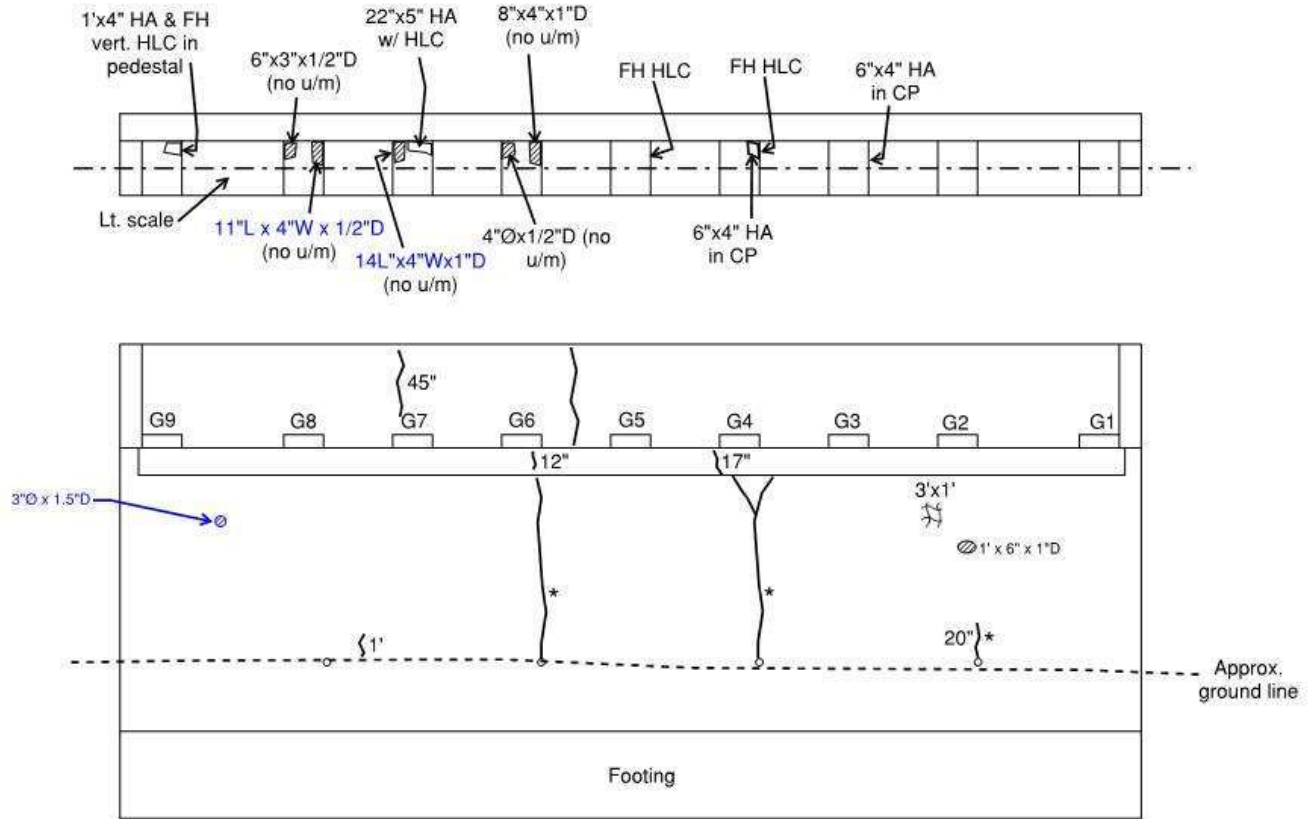 1'x4" HA & FH
vert. HLC in
pedestal
6"x3"x1/2"D
(no u/m)
22"x5" HA
w/ HLC
8"x4"x1"D
(no u/m)
FH HLC
FH HLC
6"x4" HA
in CP
Lt. scale
11"L x 4"W x 1/2"D
(no u/m)
14L"x4"Wx1"D
(no u/m)
4"Øx1/2"D (no
u/m)
6"x4" HA
in CP
45"
G9
G8
G7
G6
G5
G4
G3
G2
G1
12"
17"
3"Ø x 1.5"D
3'x1'
1' x 6" x 1"D
*
*
1'
20" *
Approx.
ground line
Footing